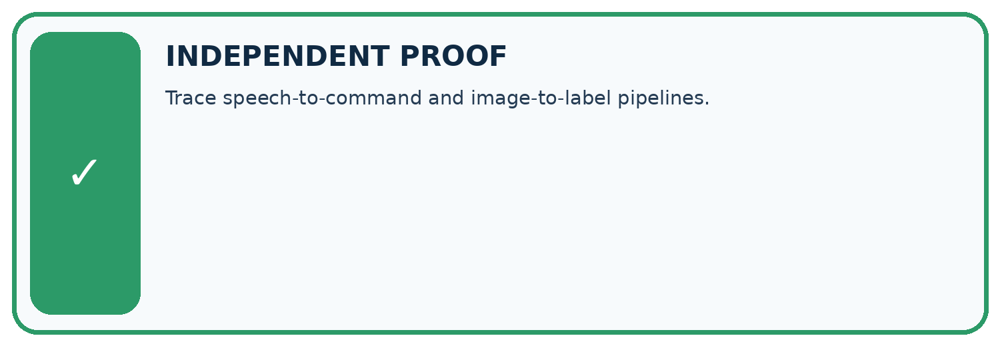 INDEPENDENT PROOF
Trace speech-to-command and image-to-label pipelines.
✓